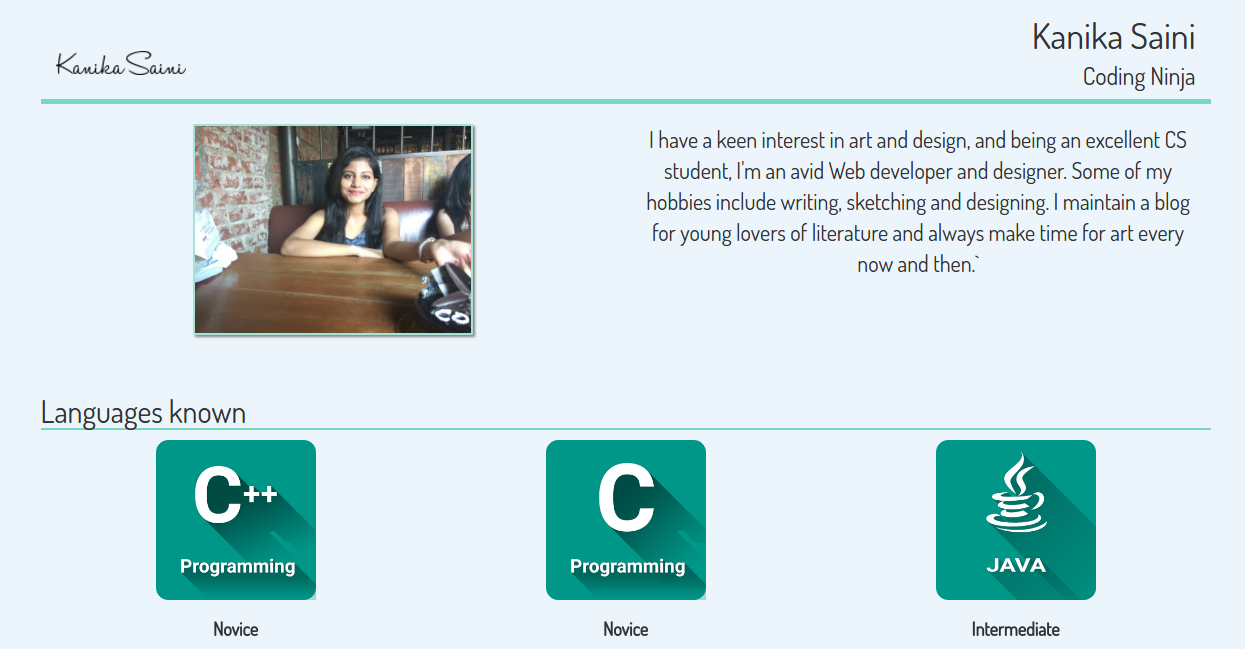 Kanika Saini
Kanika Saini
Coding Ninja
I have a keen interest in art and design, and being an excellent CS
student, I'm an avid Web developer and designer. Some of my
hobbies include writing, sketching and designing. I maintain a blog
for young lovers of literature and always make time for art every
now and then.`
CO
Languages known
C++
Programming
C
Programming
JAVA
Novice
Novice
Intermediate